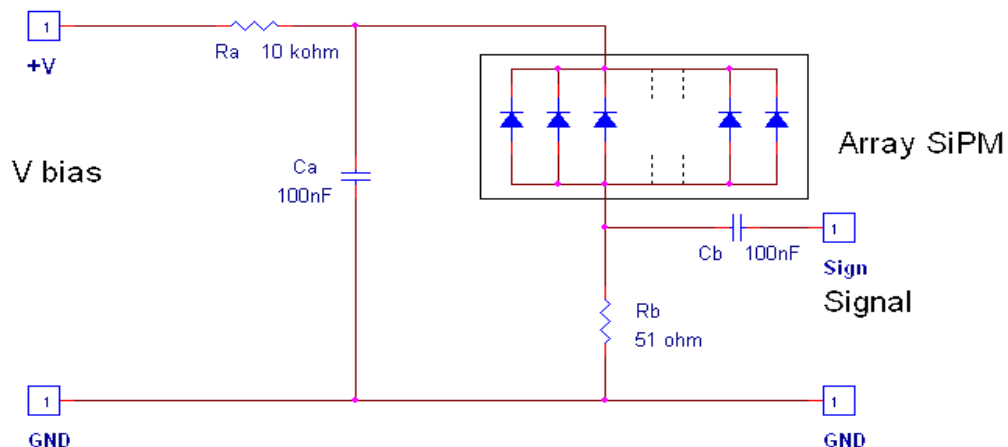 1
+V
Ra 10 kohm
V bias
Ca
100nF
Array SiPM
Cb 100nF
1
Sign
Signal
Rb
51 ohm
1
GND
1
GND